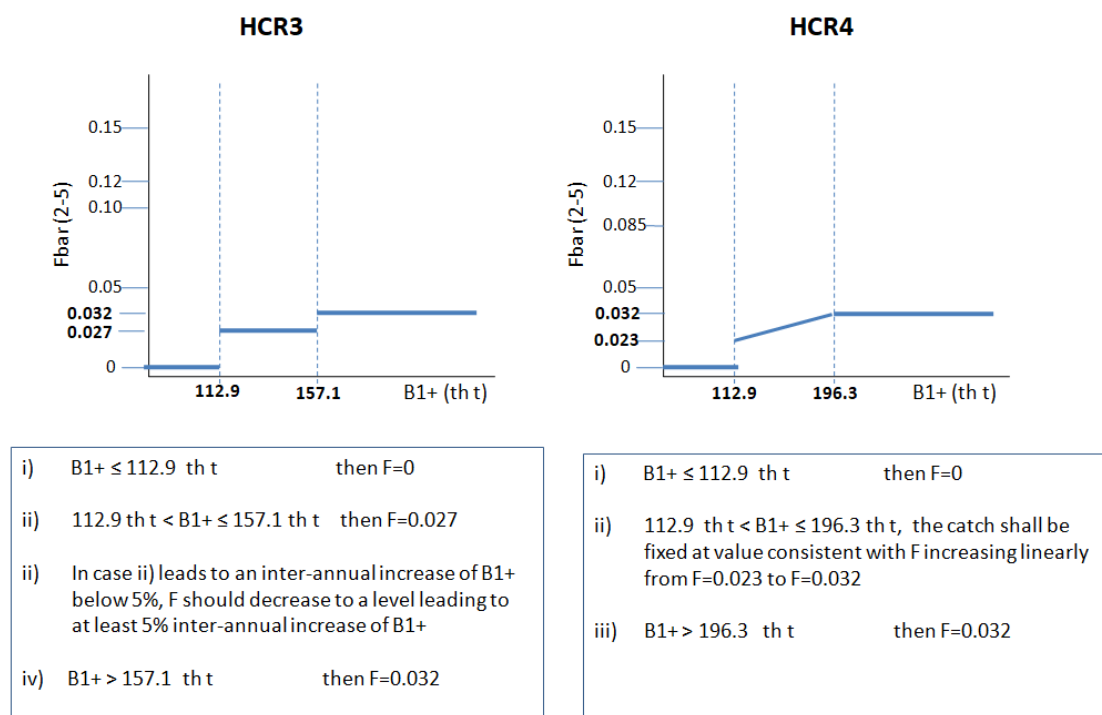 HCR3
0.15
0.12
0.10
0.05
0.032
0.027
0
Fbar (2-5)
112.9
157.1
B1+ (th t)
i) B1+ ≤ 112.9 th t then F=0
ii) 112.9 th t < B1+ ≤ 157.1 th t then F=0.027
ii) In case ii) leads to an inter-annual increase of B1+
below 5%, F should decrease to a level leading to
at least 5% inter-annual increase of B1+
iv) B1+ > 157.1 th t then F=0.032
HCR4
0.15
0.12
0.085
0.05
0.032
0.023
0
Fbar (2-5)
112.9
196.3
B1+ (th t)
i) B1+ ≤ 112.9 th t then F=0
ii) 112.9 th t < B1+ ≤ 196.3 th t, the catch shall be
fixed at value consistent with F increasing linearly
from F=0.023 to F=0.032
iii) B1+ > 196.3 th t then F=0.032